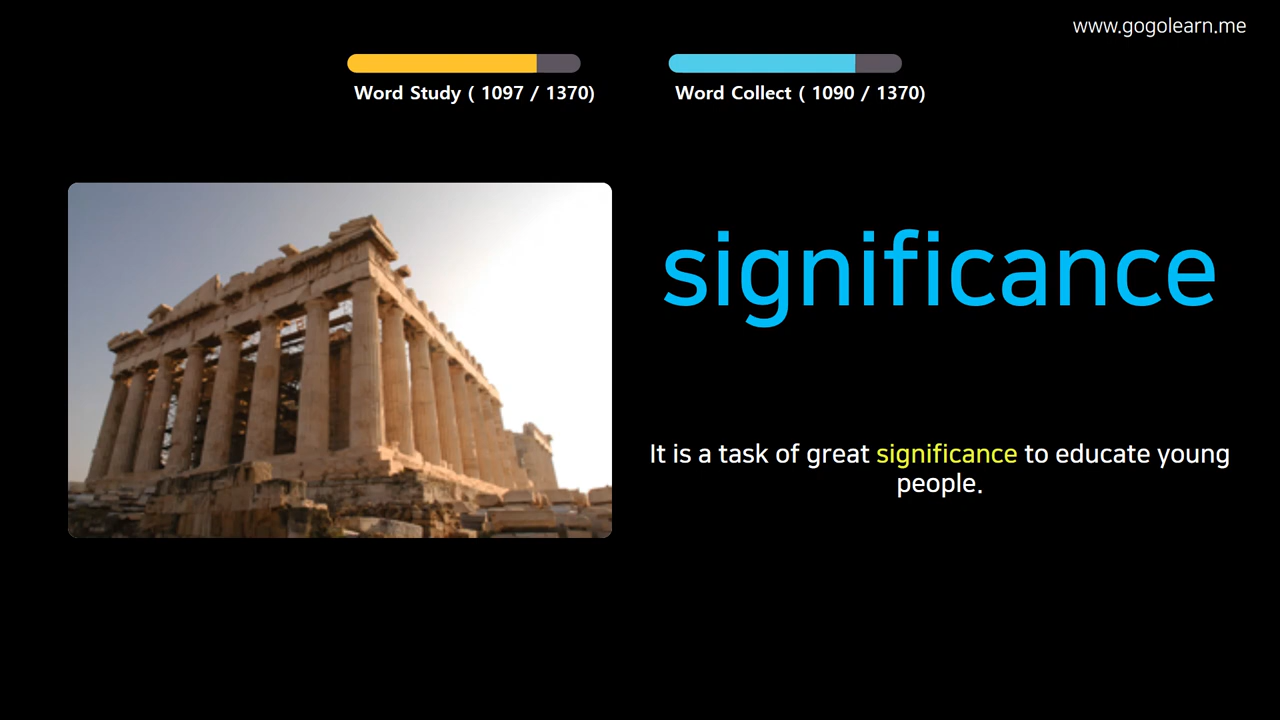 www.gogolearn.me
Word Study ( 1097 / 1370)
Word Collect ( 1090 / 1370)
significance
It is a task of great significance to educate young
people.